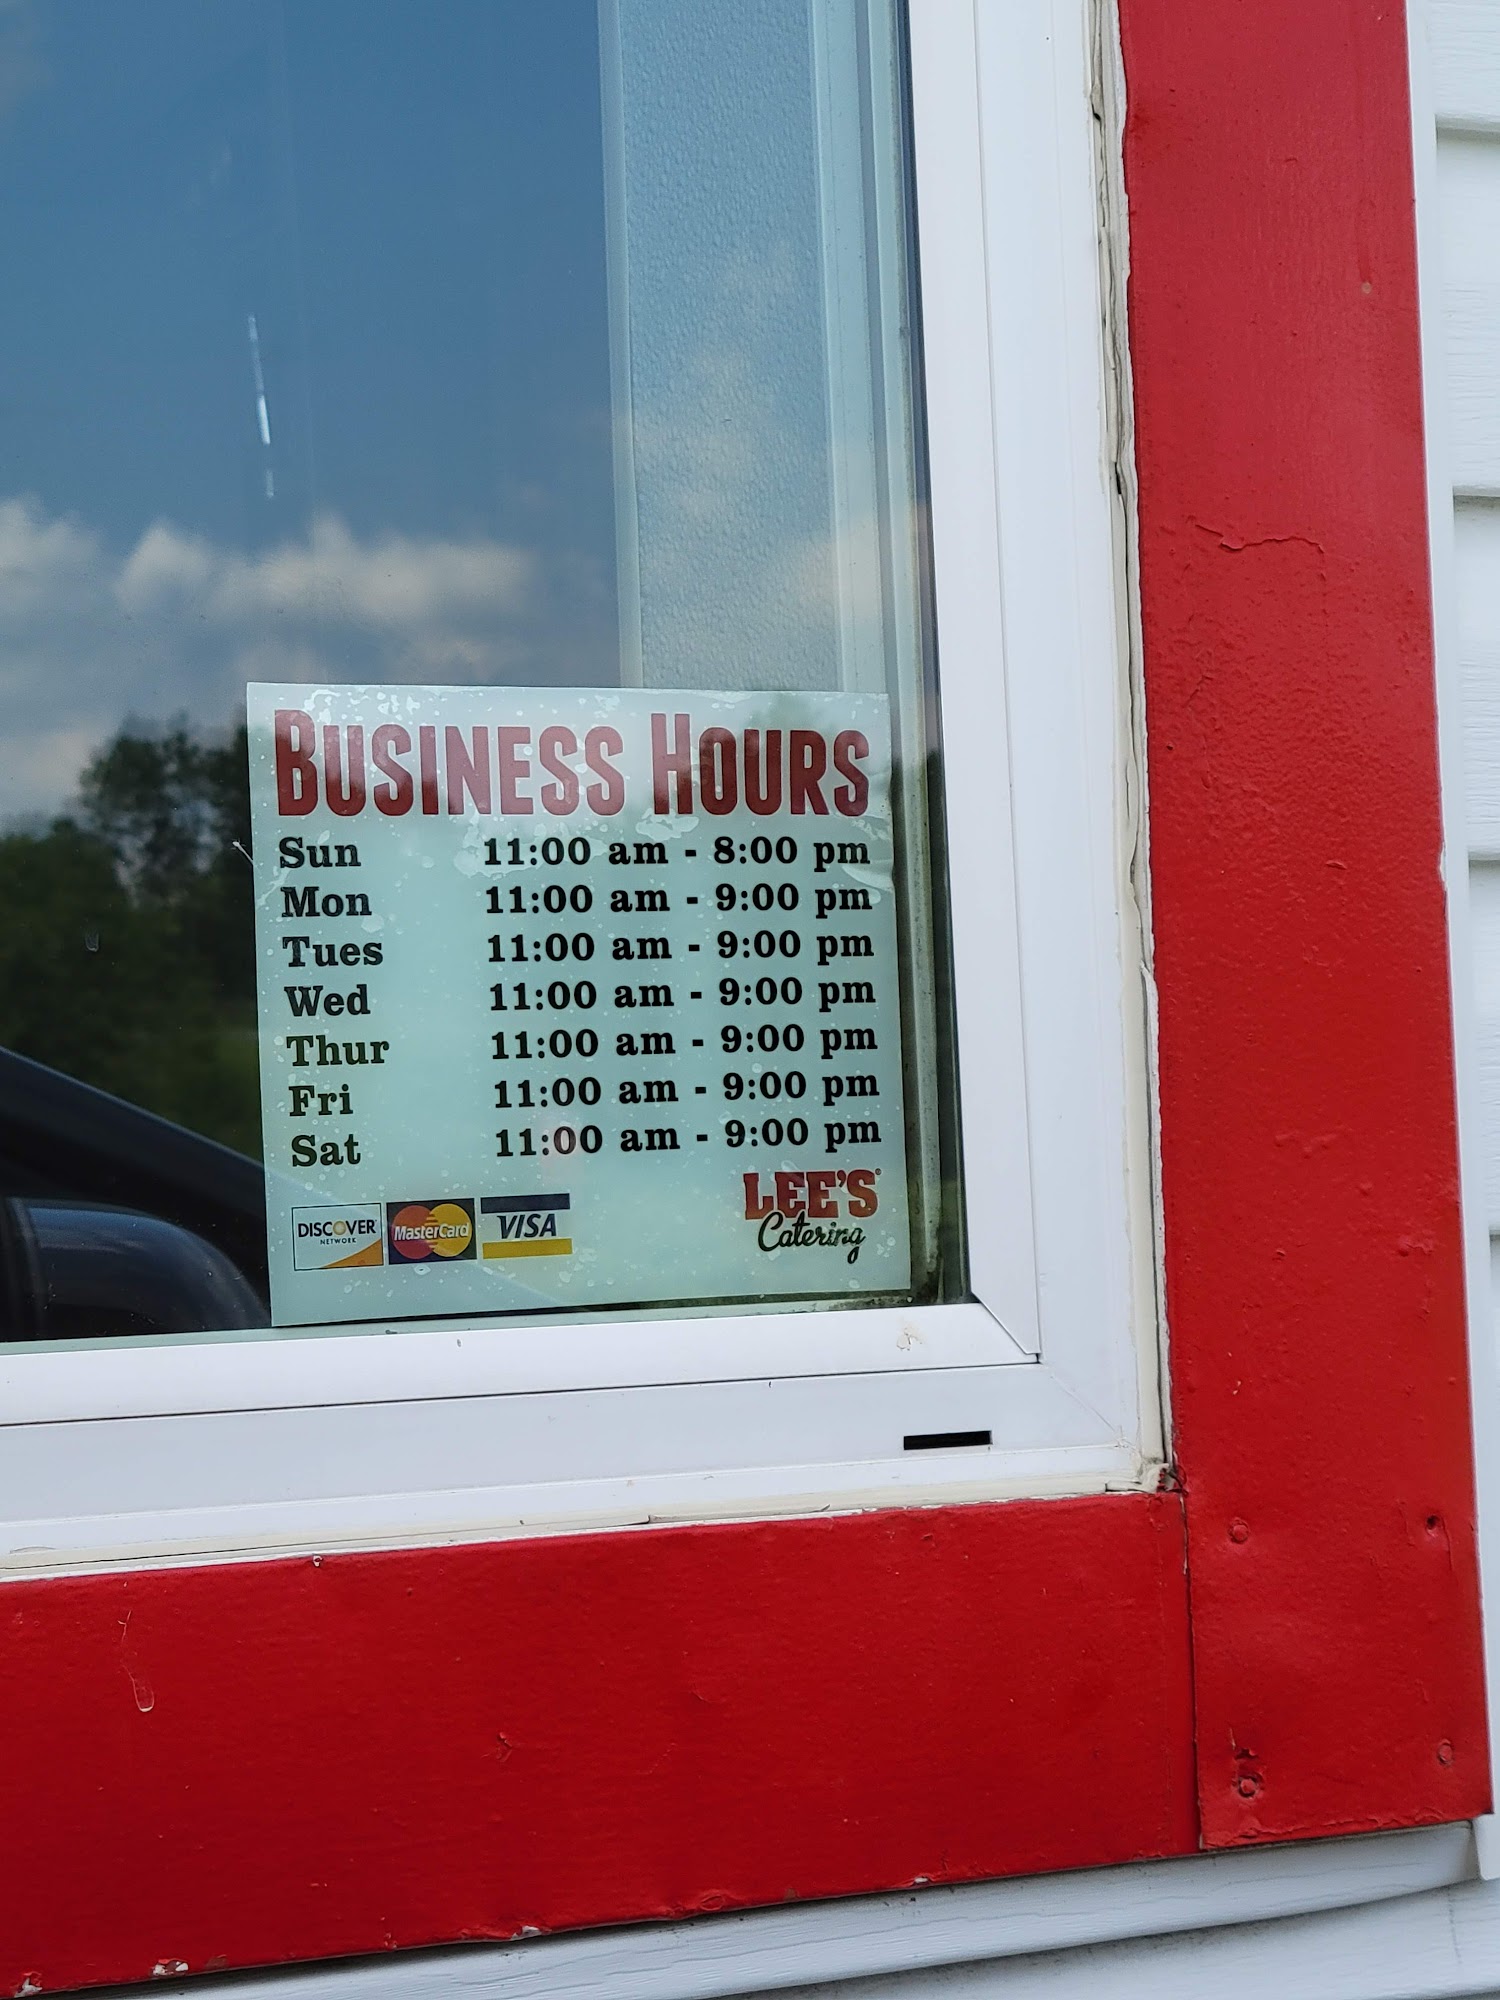 BUSINESS HOURS
Sun 11:00 am - 8:00 pm
Mon 11:00 am - 9:00 pm
Tues 11:00 am - 9:00 pm
Wed 11:00 am - 9:00 pm
Thur 11:00 am - 9:00 pm
Fri 11:00 am - 9:00 pm
Sat 11:00 am - 9:00 pm
DISCOVER NETWORK MasterCard VISA
LEE'S
Catering